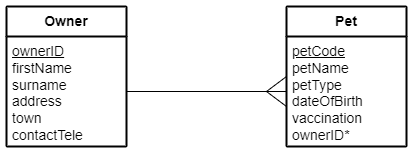 Owner
ownerID
firstName
surname
address
town
contactTele
Pet
petCode
petName
petType
dateOfBirth
vaccination
ownerID*